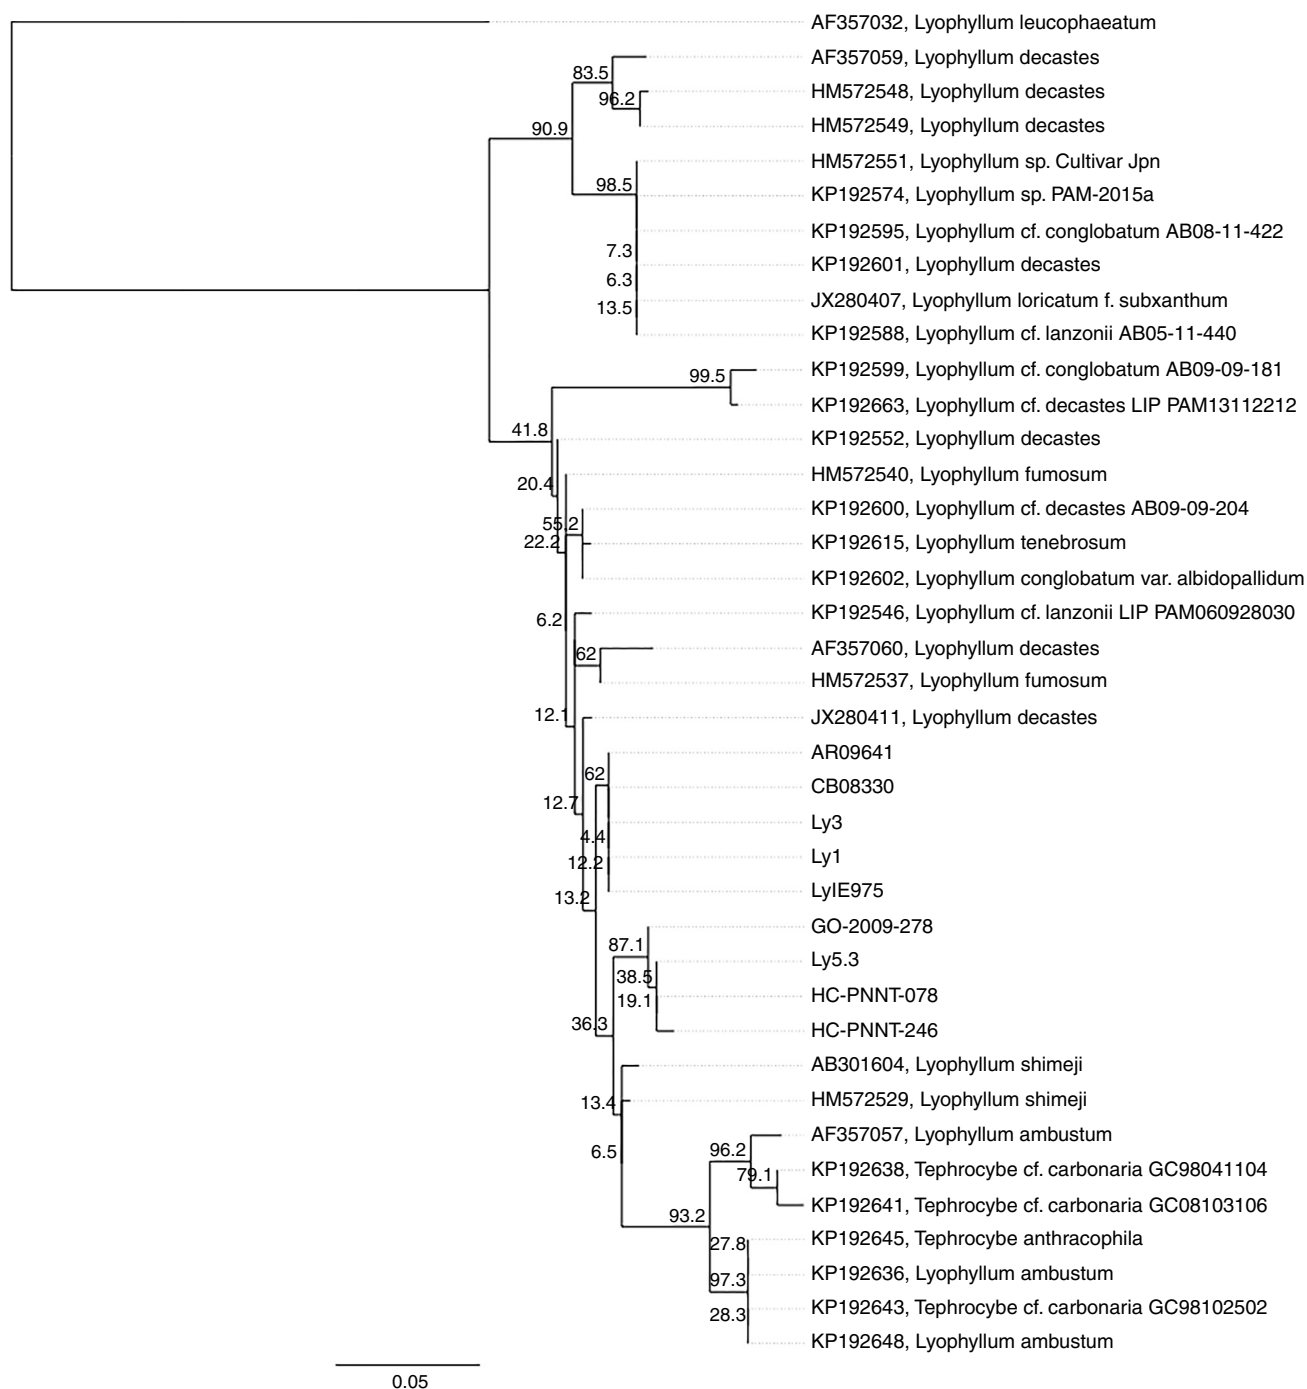 AF357032, Lyophyllum leucophaeatum
AF357059, Lyophyllum decastes
83.5
HM572548, Lyophyllum decastes
96.2
HM572549, Lyophyllum decastes
90.9
HM572551, Lyophyllum sp. Cultivar Jpn
98.5
KP192574, Lyophyllum sp. PAM-2015a
KP192595, Lyophyllum cf. conglobatum AB08-11-422
7.3
KP192601, Lyophyllum decastes
6.3
JX280407, Lyophyllum loricatum f. subxanthum
13.5
KP192588, Lyophyllum cf. lanzonii AB05-11-440
KP192599, Lyophyllum cf. conglobatum AB09-09-181
99.5
KP192663, Lyophyllum cf. decastes LIP PAM13112212
41.8
KP192552, Lyophyllum decastes
HM572540, Lyophyllum fumosum
20.4
KP192600, Lyophyllum cf. decastes AB09-09-204
55.2
22.2
KP192615, Lyophyllum tenebrosum
KP192602, Lyophyllum conglobatum var. albidopallidum
KP192546, Lyophyllum cf. lanzonii LIP PAM060928030
6.2
AF357060, Lyophyllum decastes
62
HM572537, Lyophyllum fumosum
12.1
JX280411, Lyophyllum decastes
AR09641
62
CB08330
12.7
Ly3
4.4
Ly1
12.2
LyIE975
13.2
GO-2009-278
87.1
Ly5.3
38.5
HC-PNNT-078
19.1
36.3
HC-PNNT-246
AB301604, Lyophyllum shimeji
HM572529, Lyophyllum shimeji
13.4
AF357057, Lyophyllum ambustum
6.5
96.2
KP192638, Tephrocybe cf. carbonaria GC98041104
79.1
KP192641, Tephrocybe cf. carbonaria GC08103106
93.2
KP192645, Tephrocybe anthracophila
27.8
KP192636, Lyophyllum ambustum
97.3
KP192643, Tephrocybe cf. carbonaria GC98102502
28.3
KP192648, Lyophyllum ambustum
0.05